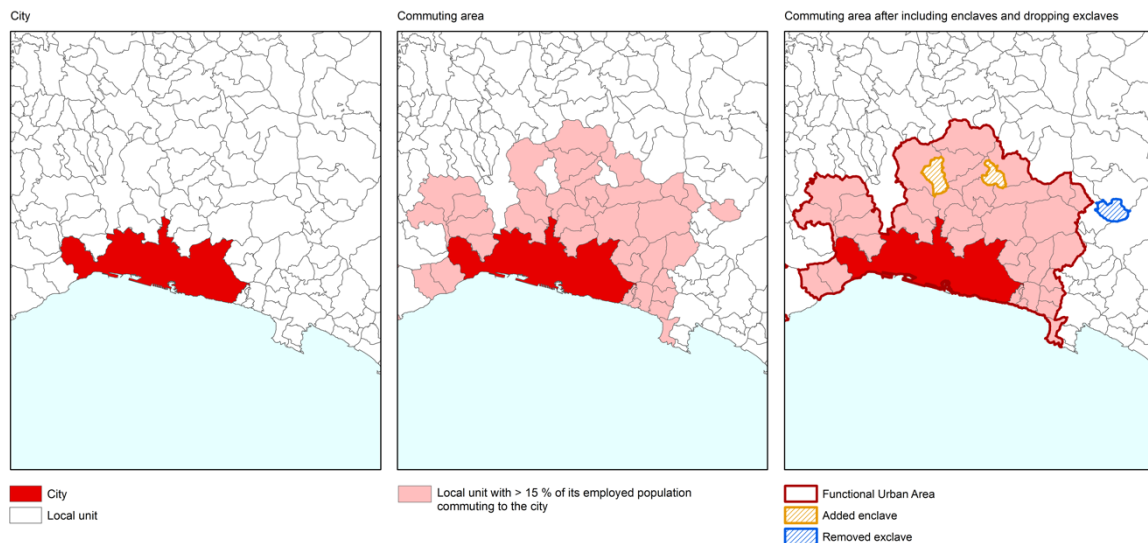 City
Commuting area
Commuting area after including enclaves and dropping exclaves
City
Local unit
Local unit with > 15 % of its employed population
commuting to the city
Functional Urban Area
Added enclave
Removed exclave